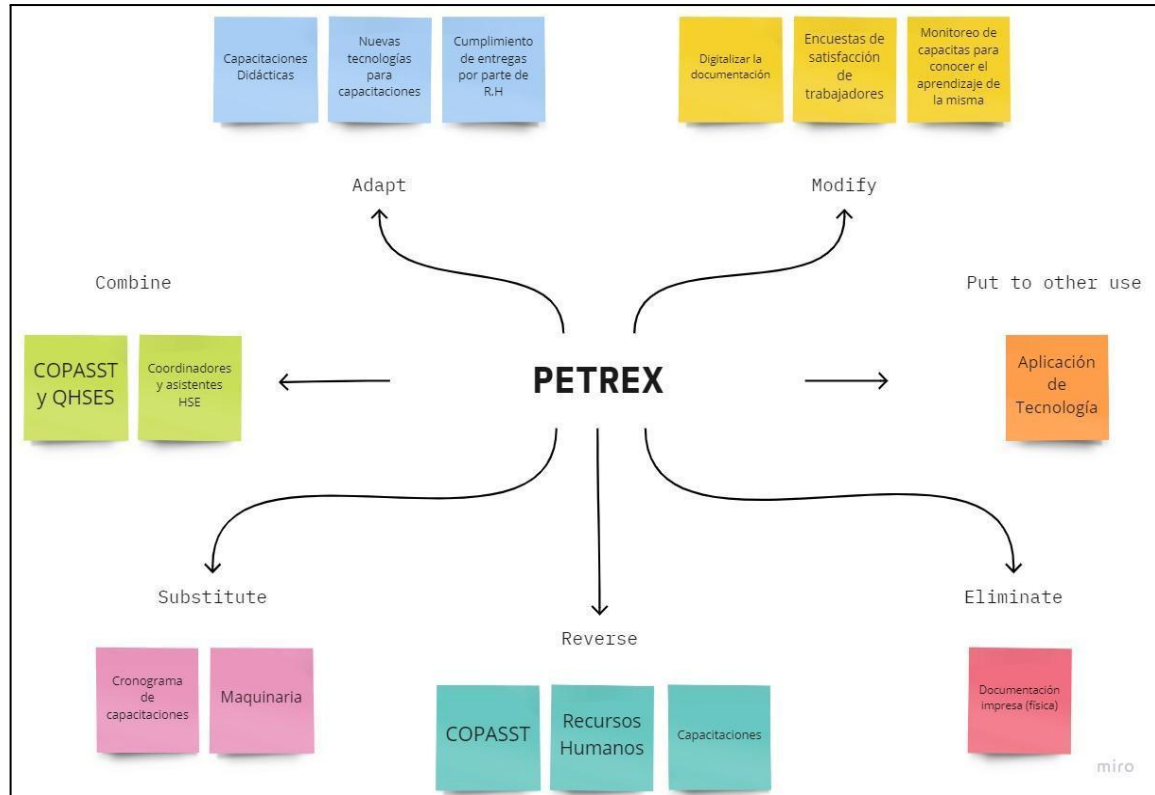 Capacitaciones
Didácticas
Nuevas
tecnologías
para
capacitaciones
Cumplimiento
de entregas
por parte de
R.H
Digitalizar la
documentación
Encuestas de
satisfacción
de
trabajadores
Monitoreo de
capacitas para
conocer el
aprendizaje de
la misma
Adapt
Modify
Combine
Put to other use
COPASST
y QHSES
Coordinadores
y asistentes
HSE
PETREX
Aplicación
de
Tecnología
Substitute
Reverse
Eliminate
Cronograma
de
capacitaciones
Maquinaria
COPASST
Recursos
Humanos
Capacitaciones
Documentación
impresa (física)
miro